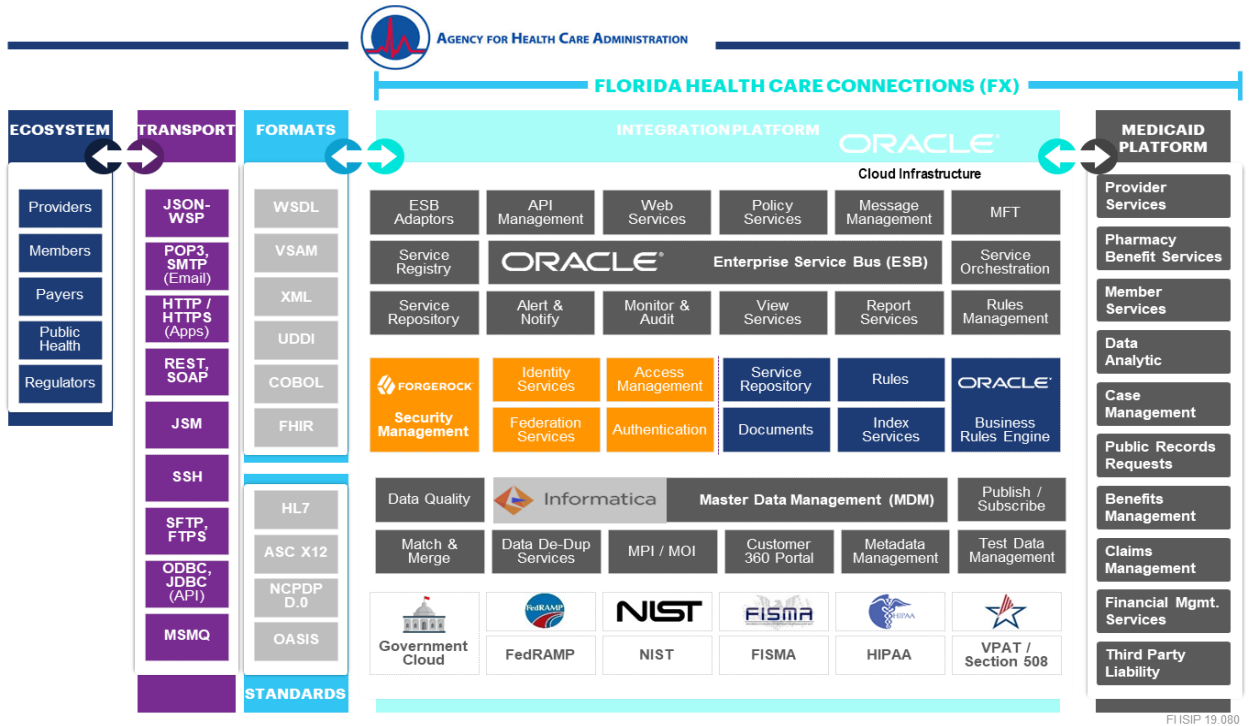 AGENCY FOR HEALTH CARE ADMINISTRATION
FLORIDA HEALTH CARE CONNECTIONS (FX)
ECOSYSTEM
Providers
Members
Payers
Public
Health
Regulators
TRANSPORT
JSON-
WSP
POP3,
SMTP
(Email)
HTTP /
HTTPS
(Apps)
REST,
SOAP
JSM
SSH
SFTP,
FTPS
ODBC,
JDBC
(API)
MSMQ
FORMATS
WSDL
VSAM
XML
UDDI
COBOL
FHIR
HL7
ASC X12
NCPDP
D.0
OASIS
STANDARDS
INTEGRATION PLATFORM
ORACLE
Cloud Infrastructure
ESB
Adaptors
API
Management
Web
Services
Policy
Services
Message
Management
MFT
Service
Registry
ORACLE
Enterprise Service Bus (ESB)
Service
Orchestration
Service
Repository
Alert &
Notify
Monitor &
Audit
View
Services
Report
Services
Rules
Management
FORGEROCK
Security
Management
Identity
Services
Access
Management
Federation
Services
Authentication
Service
Repository
Rules
Documents
Index
Services
ORACLE
Business
Rules Engine
Data Quality
Informatica
Master Data Management (MDM)
Publish /
Subscribe
Match &
Merge
Data De-Dup
Services
MPI / MOI
Customer
360 Portal
Metadata
Management
Test Data
Management
FedRAMP
NIST
FISMA
HIPAA
Government
Cloud
FedRAMP
NIST
FISMA
HIPAA
VPAT /
Section 508
MEDICAID
PLATFORM
Provider
Services
Pharmacy
Benefit Services
Member
Services
Data
Analytic
Case
Management
Public Records
Requests
Benefits
Management
Claims
Management
Financial Mgmt.
Services
Third Party
Liability
FI ISIP 19.080